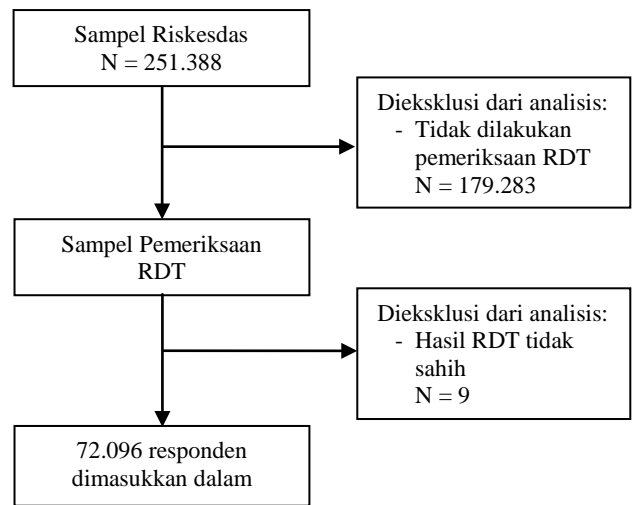 Sampel Riskesdas
N = 251.388
Dieksklusi dari analisis:
- Tidak dilakukan
pemeriksaan RDT
N = 179.283
Sampel Pemeriksaan
RDT
Dieksklusi dari analisis:
- Hasil RDT tidak
sahih
N = 9
72.096 responden
dimasukkan dalam